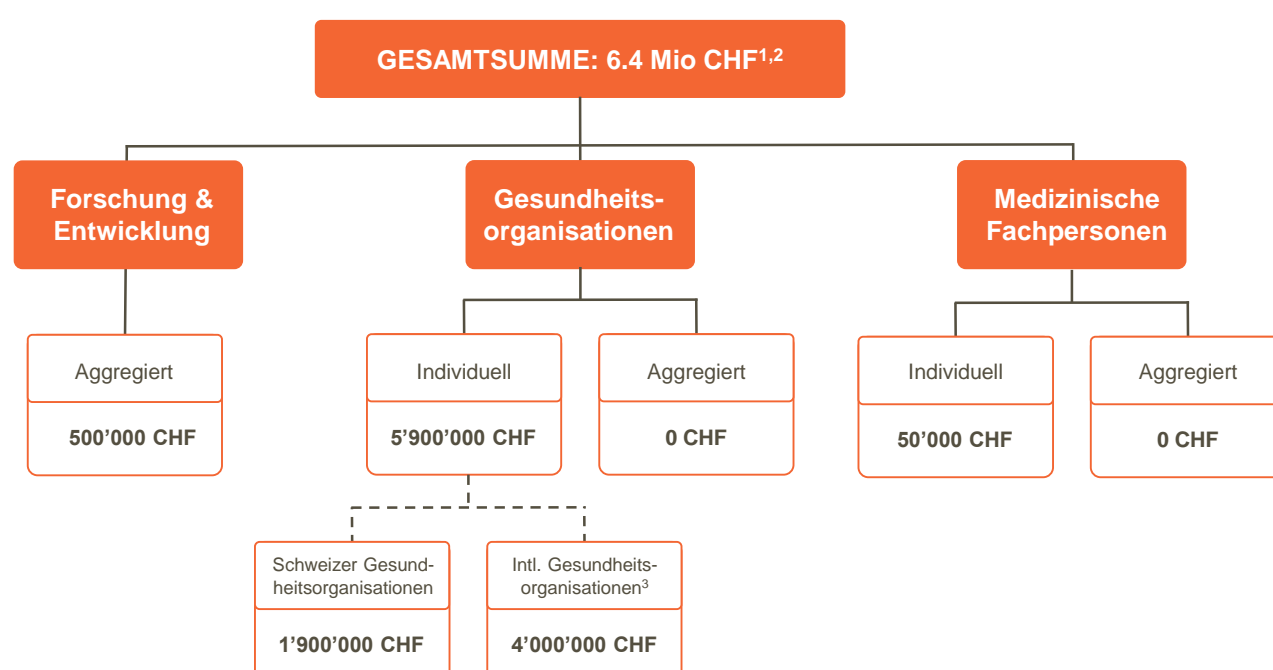 GESAMTSUMME: 6.4 Mio CHF¹,²
Forschung &
Entwicklung
Gesundheits-
organisationen
Medizinische
Fachpersonen
Aggregiert
500’000 CHF
Individuell
5’900’000 CHF
Aggregiert
0 CHF
Individuell
50’000 CHF
Aggregiert
0 CHF
Schweizer Gesund-
heitsorganisationen
1’900’000 CHF
Intl. Gesundheits-
organisationen³
4’000’000 CHF